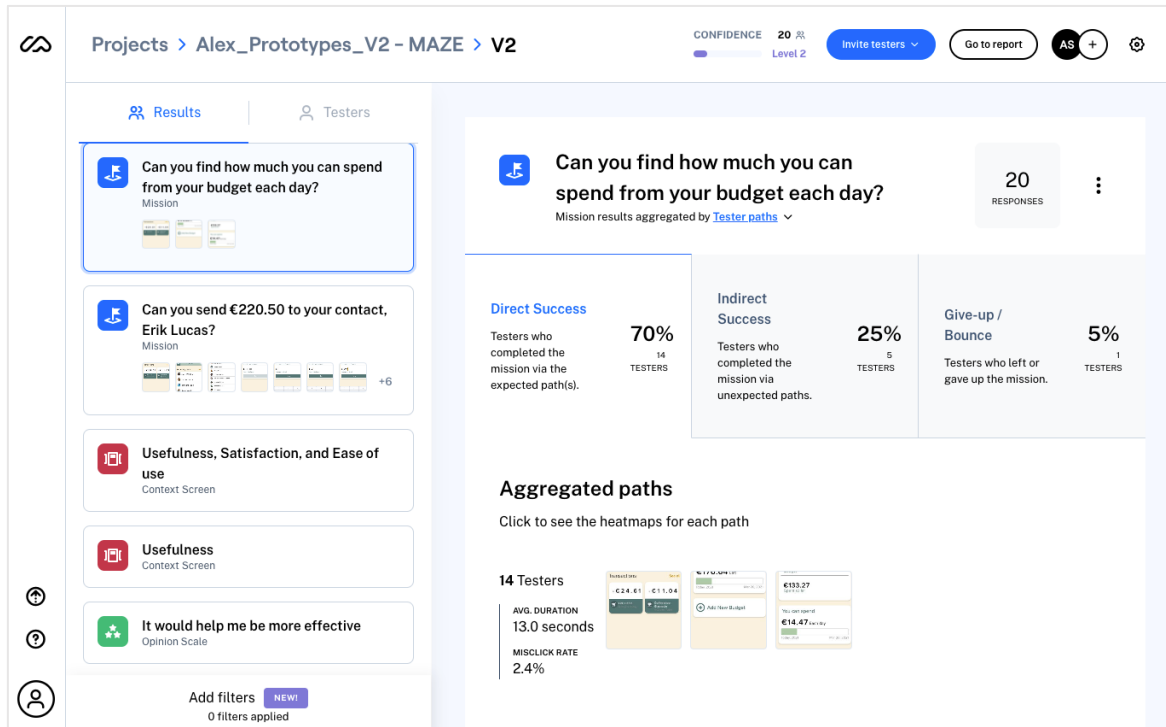 Projects > Alex_Prototypes_V2 – MAZE > V2
CONFIDENCE 20
Level 2
Invite testers
Go to report
AS +
Results
Testers
Can you find how much you can spend
from your budget each day?
Mission
Can you send €220.50 to your contact,
Erik Lucas?
Mission
+6
Usefulness, Satisfaction, and Ease of
use
Context Screen
Usefulness
Context Screen
It would help me be more effective
Opinion Scale
Add filters NEW!
0 filters applied
Can you find how much you can
spend from your budget each day?
Mission results aggregated by Tester paths
20
RESPONSES
Direct Success
Testers who
completed the
mission via the
expected path(s).
70%
14
TESTERS
Indirect
Success
Testers who
completed the
mission via
unexpected paths.
25%
5
TESTERS
Give-up /
Bounce
Testers who left or
gave up the mission.
5%
1
TESTERS
Aggregated paths
Click to see the heatmaps for each path
14 Testers
AVG. DURATION
13.0 seconds
MISCLICK RATE
2.4%
Transactions
-€24.61 -€11.04
Add New Budget
€133.27
You can spend
€14.47